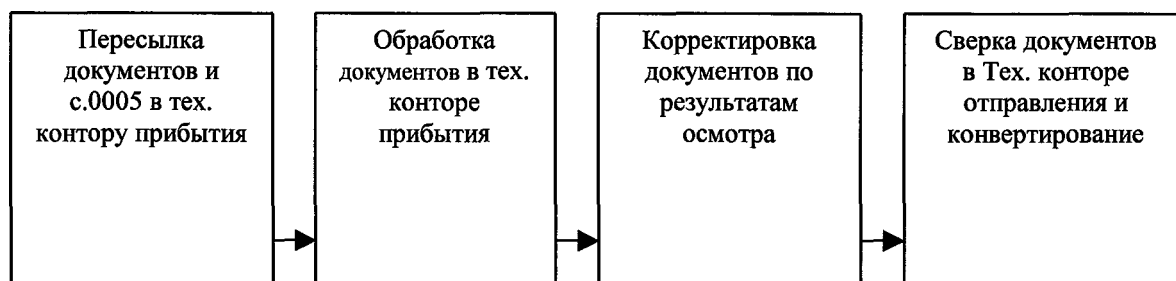 Пересылка
документов и
с.0005 в тех.
контору прибытия
Обработка
документов в тех.
конторе
прибытия
Корректировка
документов по
результатам
осмотра
Сверка документов
в Тех. конторе
отправления и
конвертирование